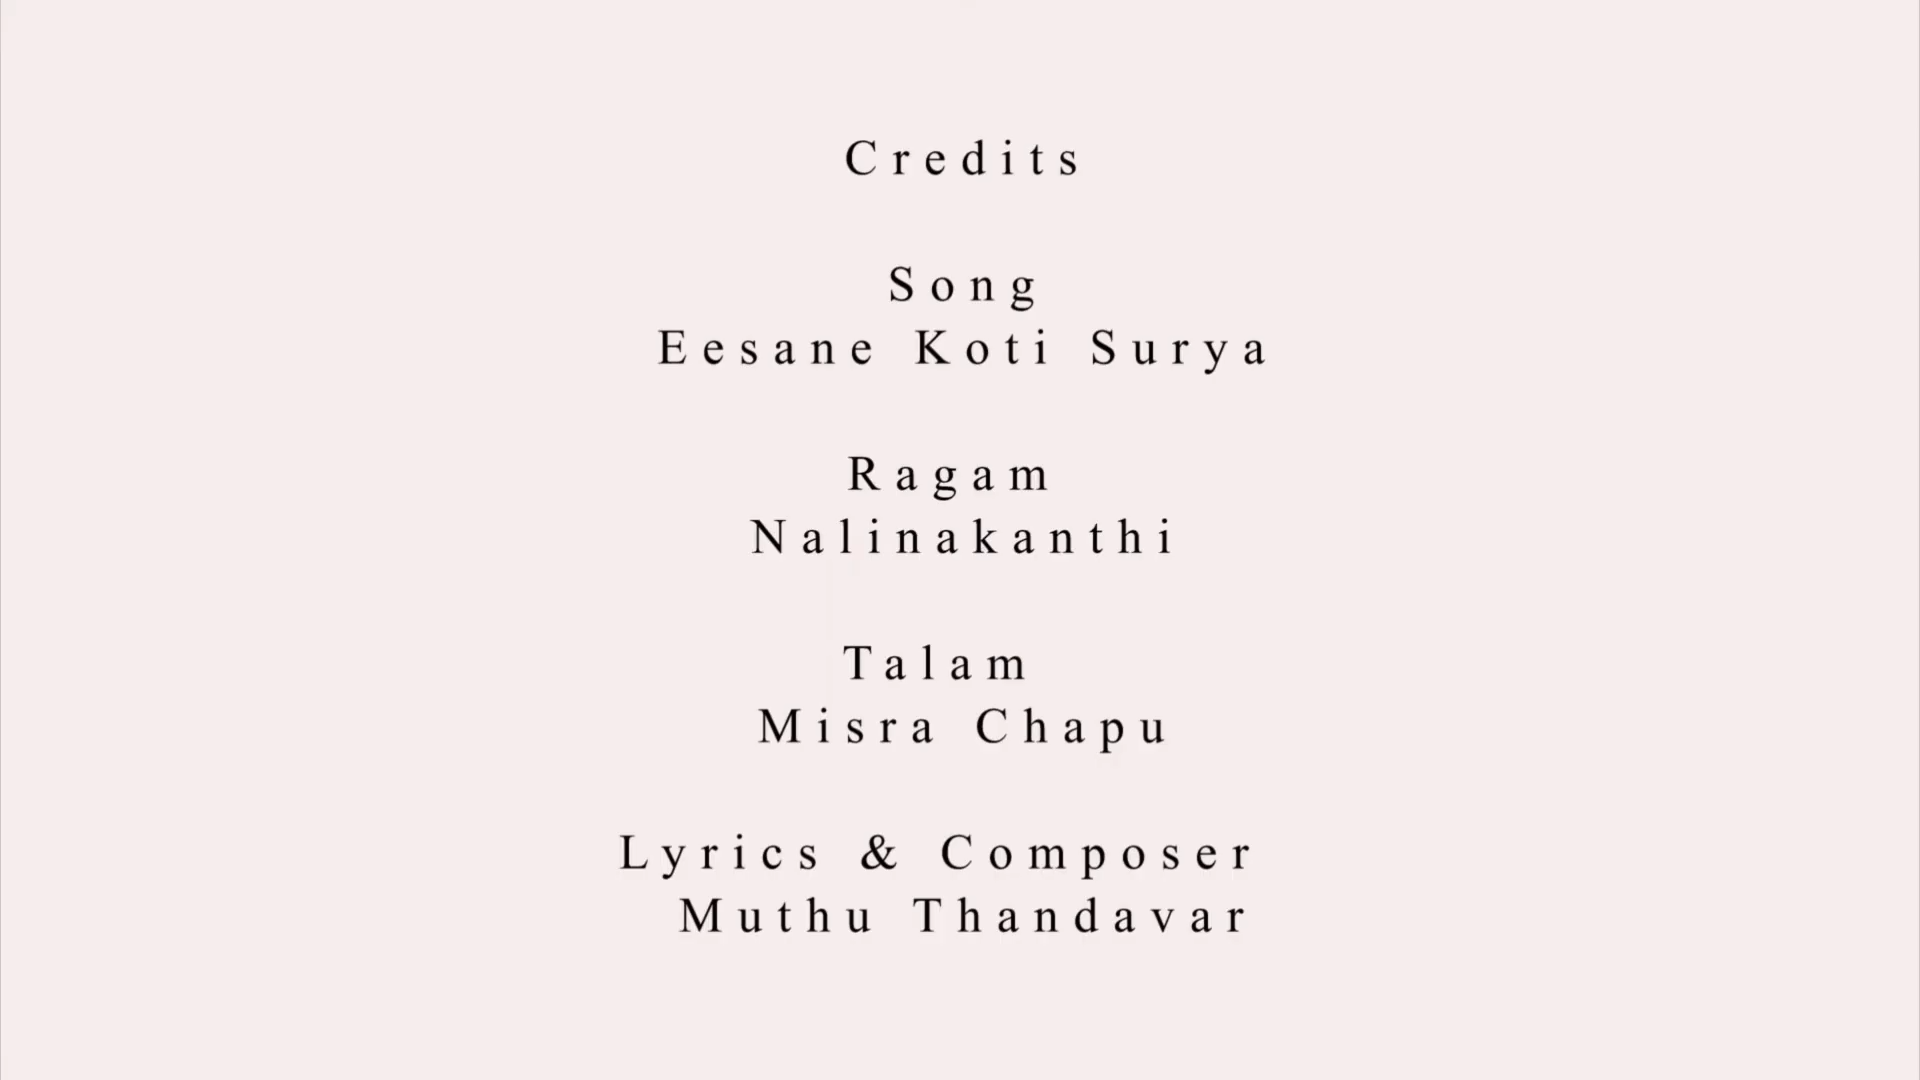 Credits
Song
Eesane Koti Surya
Ragam
Nalinakanthi
Talam
Misra Chapu
Lyrics & Composer
Muthu Thandavar